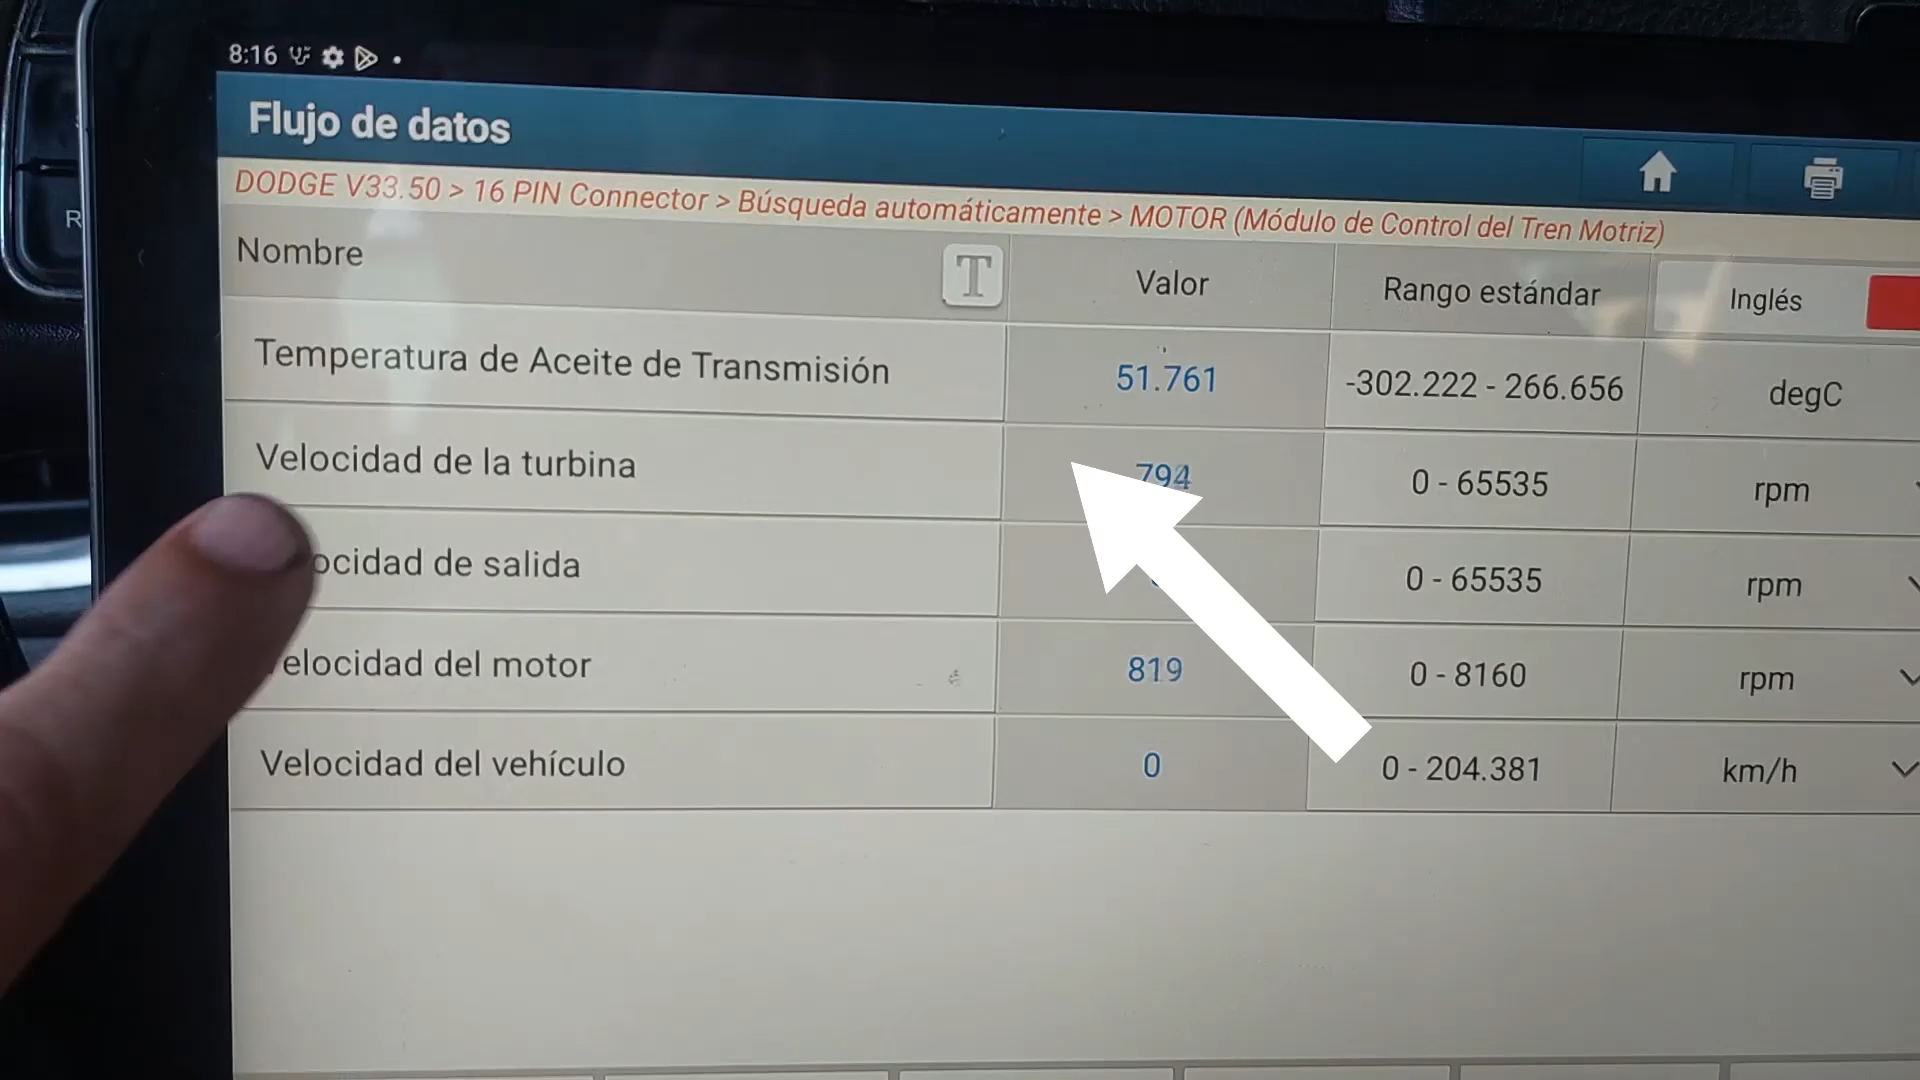 8:16
Flujo de datos
DODGE V33.50 > 16 PIN Connector > Búsqueda automáticamente > MOTOR (Módulo de Control del Tren Motriz)
Nombre T Valor Rango estándar Inglés
Temperatura de Aceite de Transmisión 51.761 -302.222 - 266.656 degC
Velocidad de la turbina 794 0 - 65535 rpm
ocidad de salida 0 - 65535 rpm
elocidad del motor 819 0 - 8160 rpm
Velocidad del vehículo 0 0 - 204.381 km/h
R